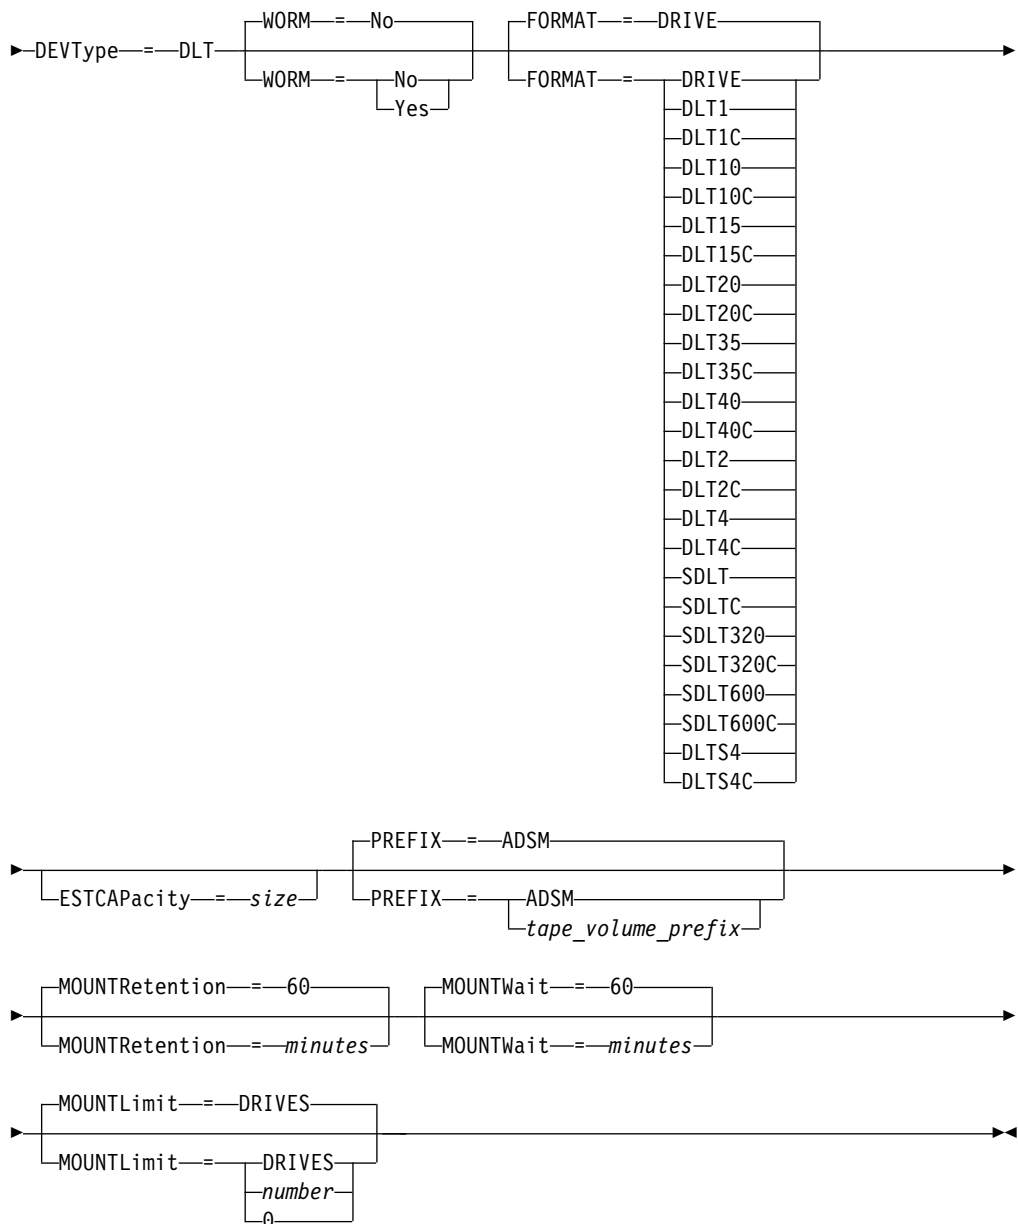 WORM = No FORMAT = DRIVE
DEVType = DLT
WORM = No FORMAT = DRIVE
Yes DLT1
DLT1C
DLT10
DLT10C
DLT15
DLT15C
DLT20
DLT20C
DLT35
DLT35C
DLT40
DLT40C
DLT2
DLT2C
DLT4
DLT4C
SDLT
SDLTC
SDLT320
SDLT320C
SDLT600
SDLT600C
DLTS4
DLTS4C
PREFIX = ADSM
ESTCAPacity = size PREFIX = ADSM
tape_volume_prefix
MOUNTRetention = 60 MOUNTWait = 60
MOUNTRetention = minutes MOUNTWait = minutes
MOUNTLimit = DRIVES
MOUNTLimit = DRIVES
number
0